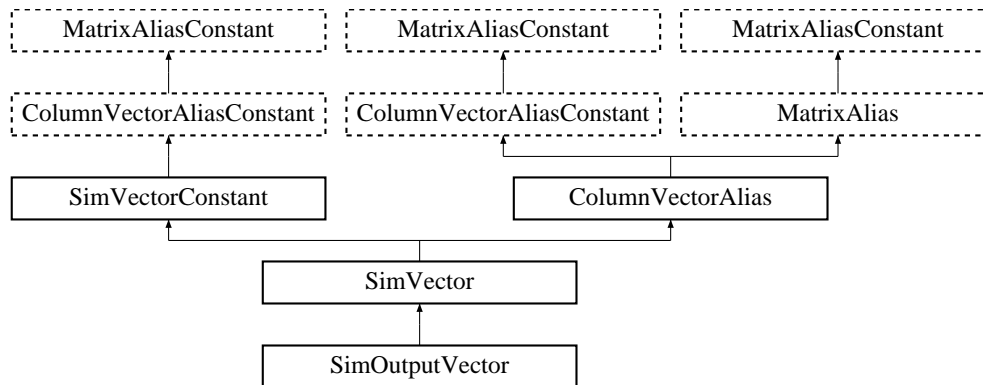 MatrixAliasConstant MatrixAliasConstant MatrixAliasConstant
ColumnVectorAliasConstant ColumnVectorAliasConstant MatrixAlias
SimVectorConstant ColumnVectorAlias
SimVector
SimOutputVector